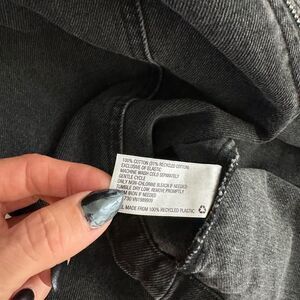 100% COTTON (21% RECYCLED COTTON)
EXCLUSIVE OF ELASTIC
MACHINE WASH COLD SEPARATELY
GENTLE CYCLE
ONLY NON-CHLORINE BLEACH IF NEEDED
TUMBLE DRY LOW, REMOVE PROMPTLY
IRON IF NEEDED
MADE FROM 100% RECYCLED PLASTIC